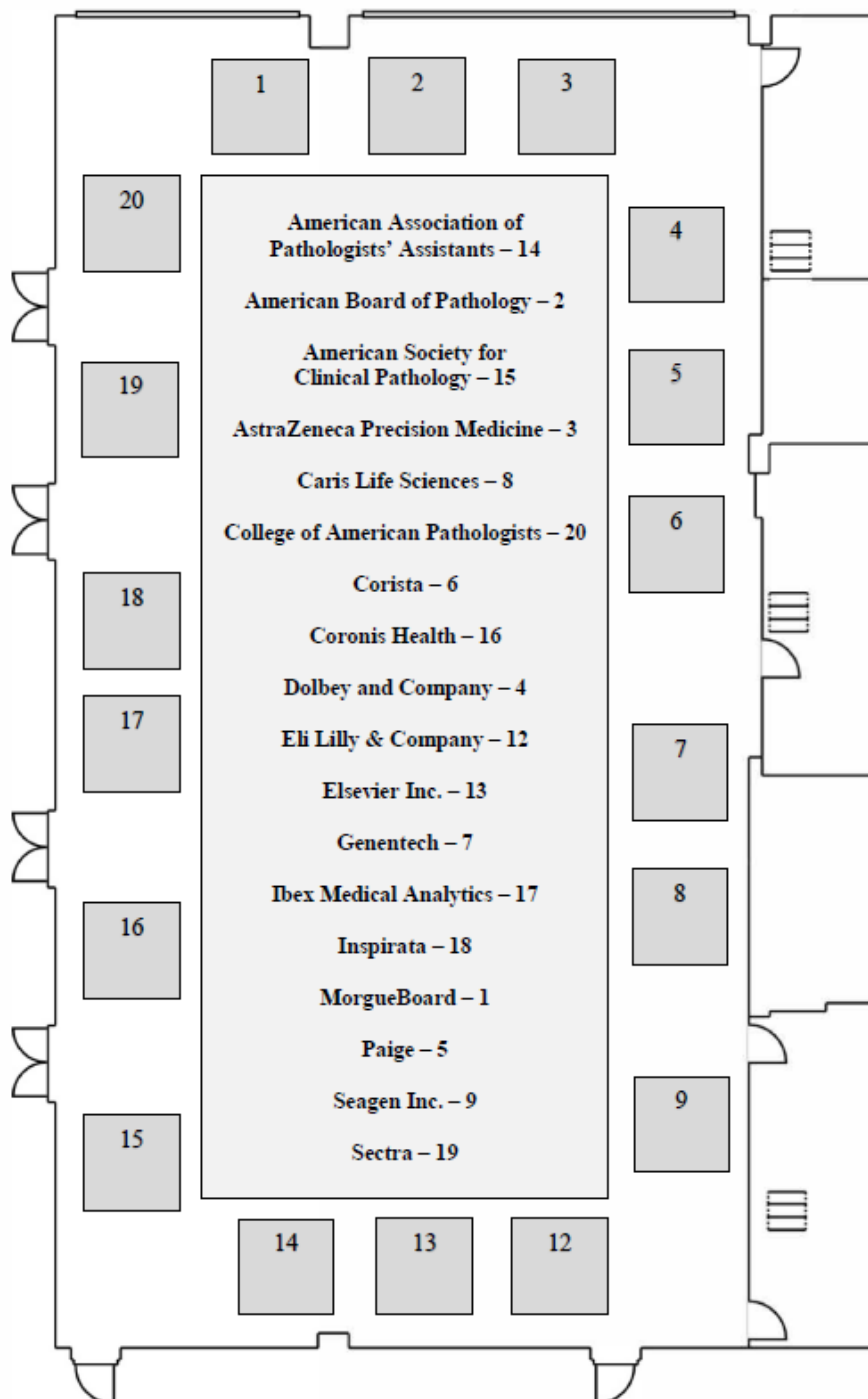 1
2
3
20
4
19
5
6
18
17
7
16
8
15
9
14
13
12
American Association of
Pathologists’ Assistants – 14
American Board of Pathology – 2
American Society for
Clinical Pathology – 15
AstraZeneca Precision Medicine – 3
Caris Life Sciences – 8
College of American Pathologists – 20
Corista – 6
Coronis Health – 16
Dolbey and Company – 4
Eli Lilly & Company – 12
Elsevier Inc. – 13
Genentech – 7
Ibex Medical Analytics – 17
Inspirata – 18
MorgueBoard – 1
Paige – 5
Seagen Inc. – 9
Sectra – 19